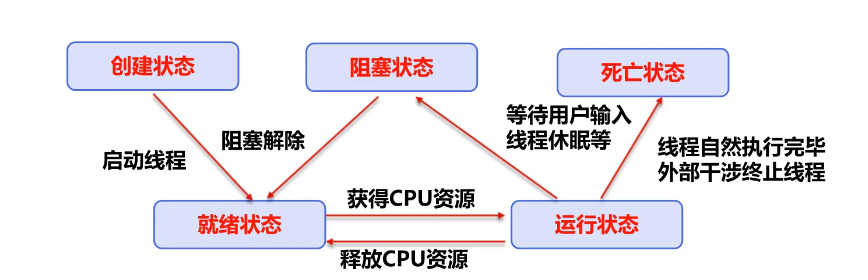 创建状态
阻塞状态
死亡状态
启动线程
阻塞解除
等待用户输入
线程休眠等
线程自然执行完毕
外部干涉终止线程
就绪状态
获得CPU资源
释放CPU资源
运行状态